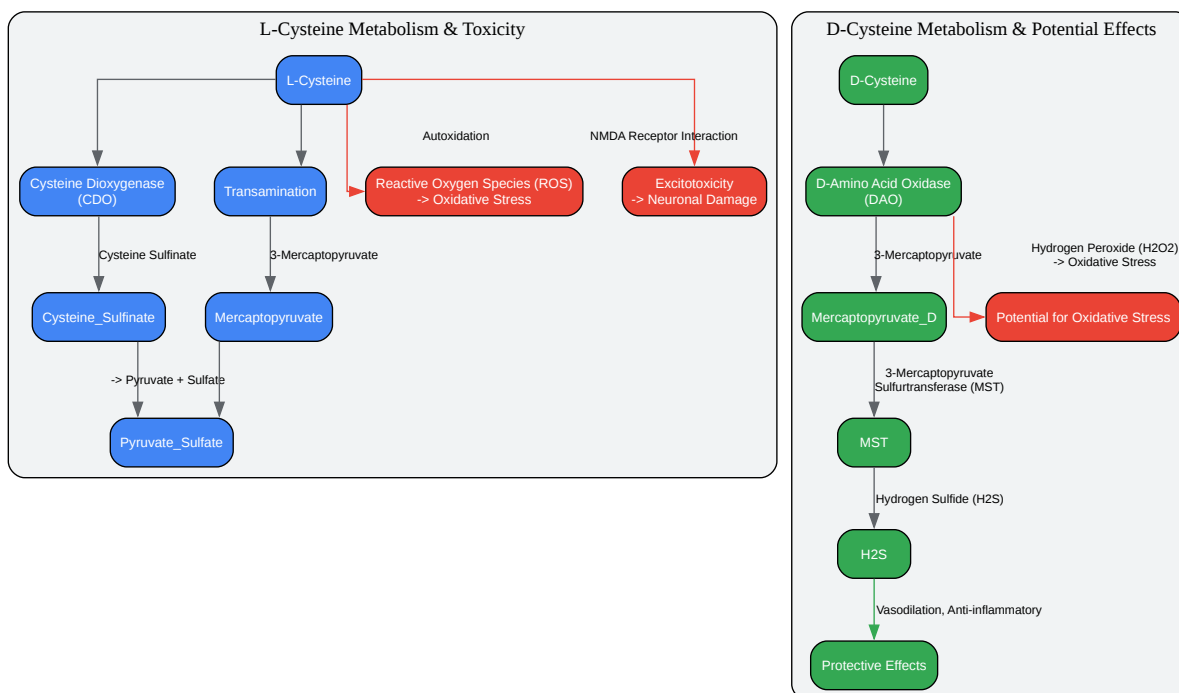 L-Cysteine Metabolism & Toxicity
L-Cysteine
Autoxidation
NMDA Receptor Interaction
Cysteine Dioxygenase
(CDO)
Transamination
Reactive Oxygen Species (ROS)
-> Oxidative Stress
Excitotoxicity
-> Neuronal Damage
Cysteine Sulfinate
3-Mercaptopyruvate
Cysteine_Sulfinate
Mercaptopyruvate
-> Pyruvate + Sulfate
Pyruvate_Sulfate
D-Cysteine Metabolism & Potential Effects
D-Cysteine
D-Amino Acid Oxidase
(DAO)
3-Mercaptopyruvate
Hydrogen Peroxide (H2O2)
-> Oxidative Stress
Mercaptopyruvate_D
Potential for Oxidative Stress
3-Mercaptopyruvate
Sulfurtransferase (MST)
MST
Hydrogen Sulfide (H2S)
H2S
Vasodilation, Anti-inflammatory
Protective Effects